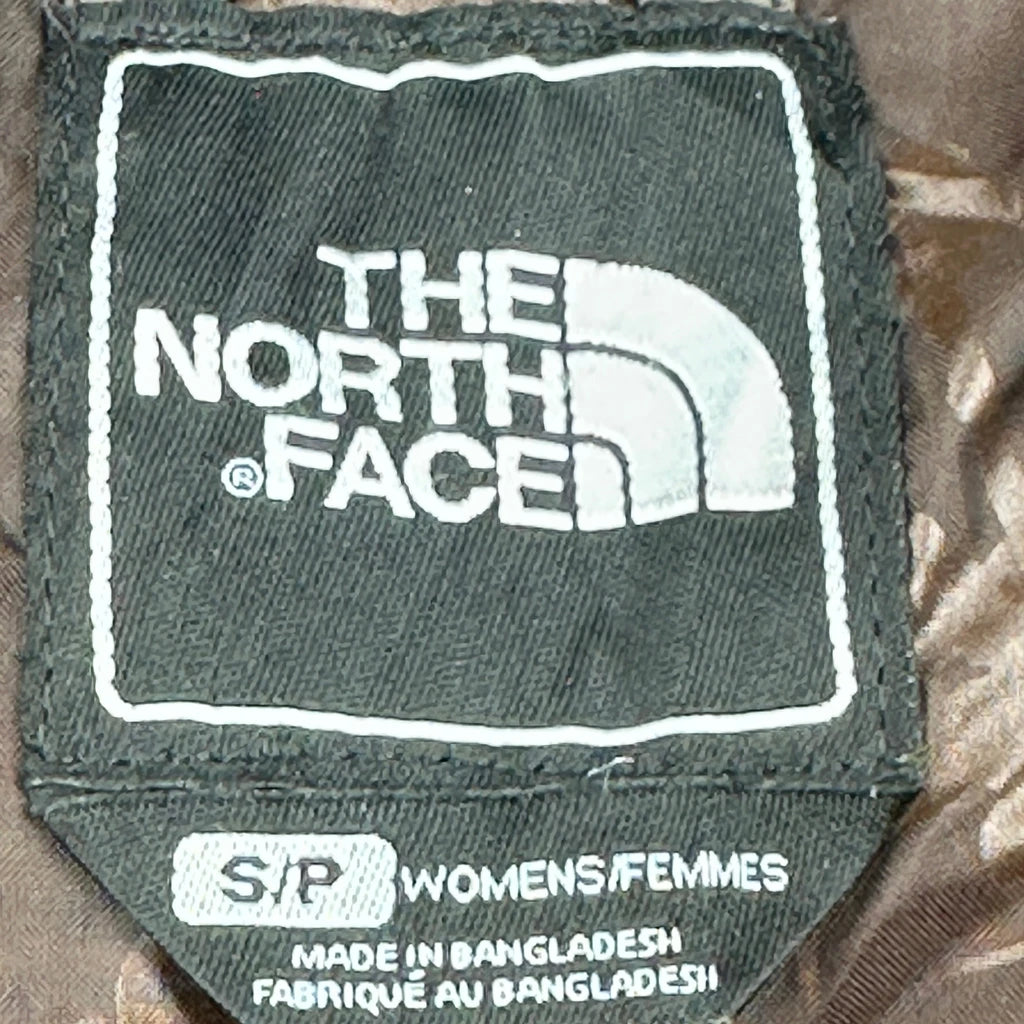 THE
NORTH
®FACE
S/P WOMENS/FEMMES
MADE IN BANGLADESH
FABRIQUÉ AU BANGLADESH